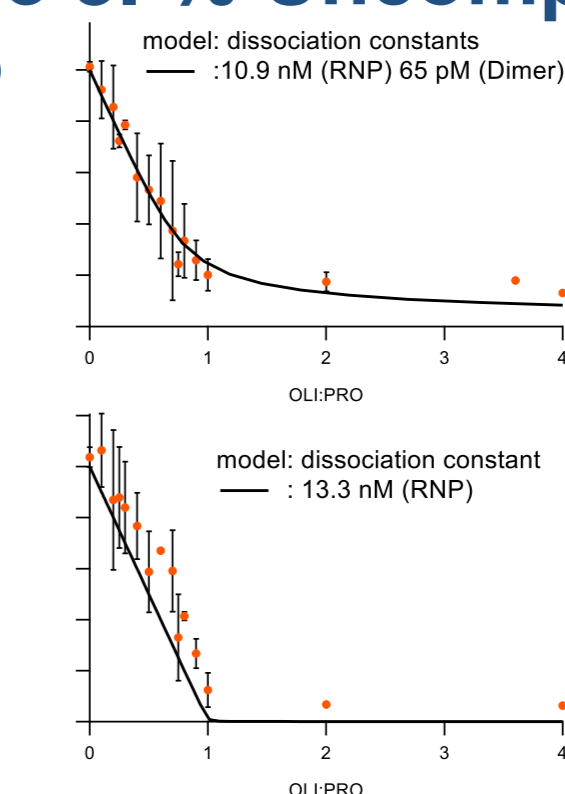 model: dissociation constants
:10.9 nM (RNP) 65 pM (Dimer)
0 1 2 3 4
OLI:PRO
model: dissociation constant
: 13.3 nM (RNP)
0 1 2 3 4
OLI:PRO